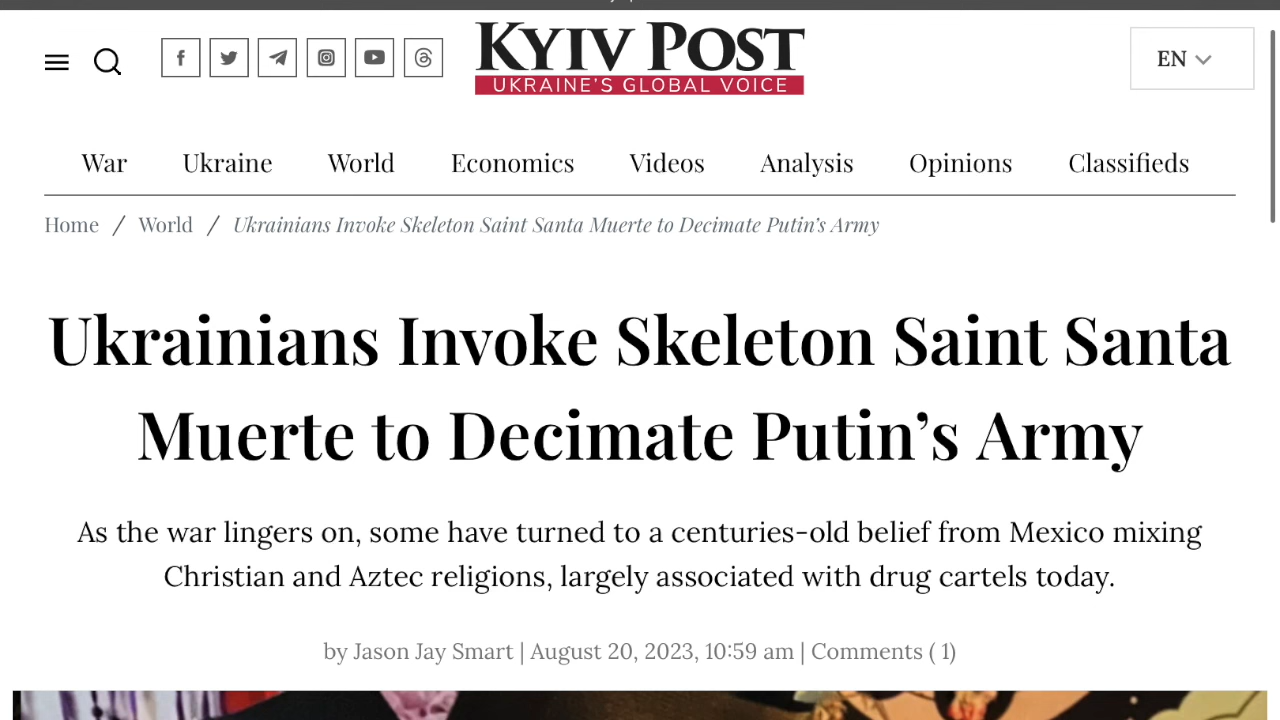 KYIV POST
UKRAINE'S GLOBAL VOICE
EN
War Ukraine World Economics Videos Analysis Opinions Classifieds
Home / World / Ukrainians Invoke Skeleton Saint Santa Muerte to Decimate Putin’s Army
Ukrainians Invoke Skeleton Saint Santa
Muerte to Decimate Putin’s Army
As the war lingers on, some have turned to a centuries-old belief from Mexico mixing
Christian and Aztec religions, largely associated with drug cartels today.
by Jason Jay Smart | August 20, 2023, 10:59 am | Comments ( 1)